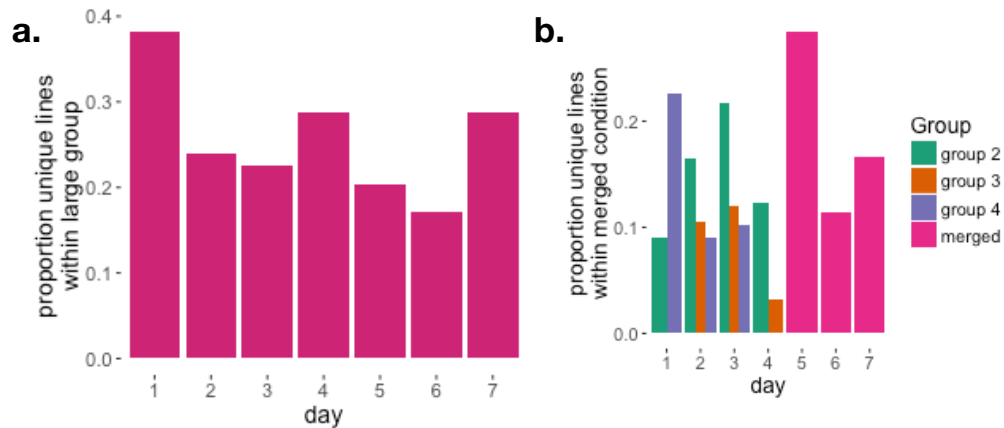 a.
proportion unique lines
within large group
0.4
0.3
0.2
0.1
0.0
1 2 3 4 5 6 7
day
b.
proportion unique lines
within merged condition
0.2
0.1
0.0
1 2 3 4 5 6 7
day
Group
group 2
group 3
group 4
merged